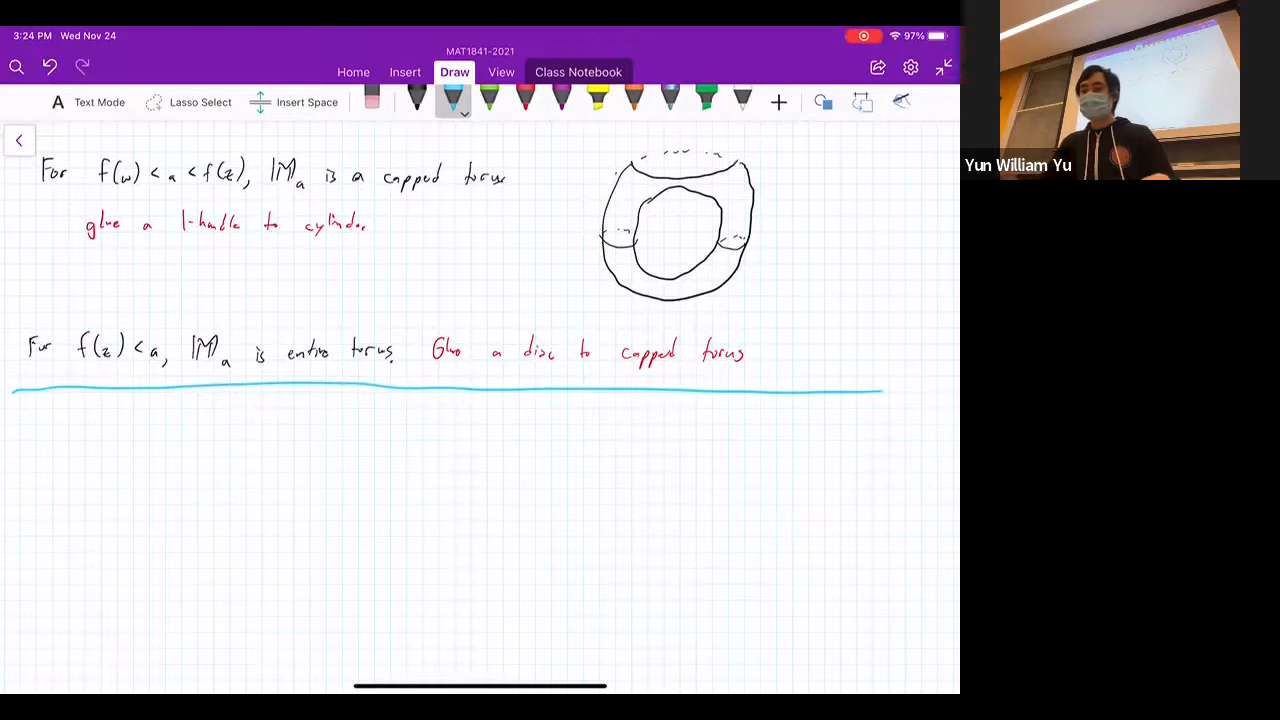 3:24 PM Wed Nov 24
97%
MAT1841-2021
Home Insert Draw View Class Notebook
Text Mode Lasso Select Insert Space
Yun William Yu
For f(w) < a < f(z), 𝕄ₐ is a capped torus
glue a 1-handle to cylinder
For f(z) < a, 𝕄ₐ is entire torus. Glue a disc to capped torus